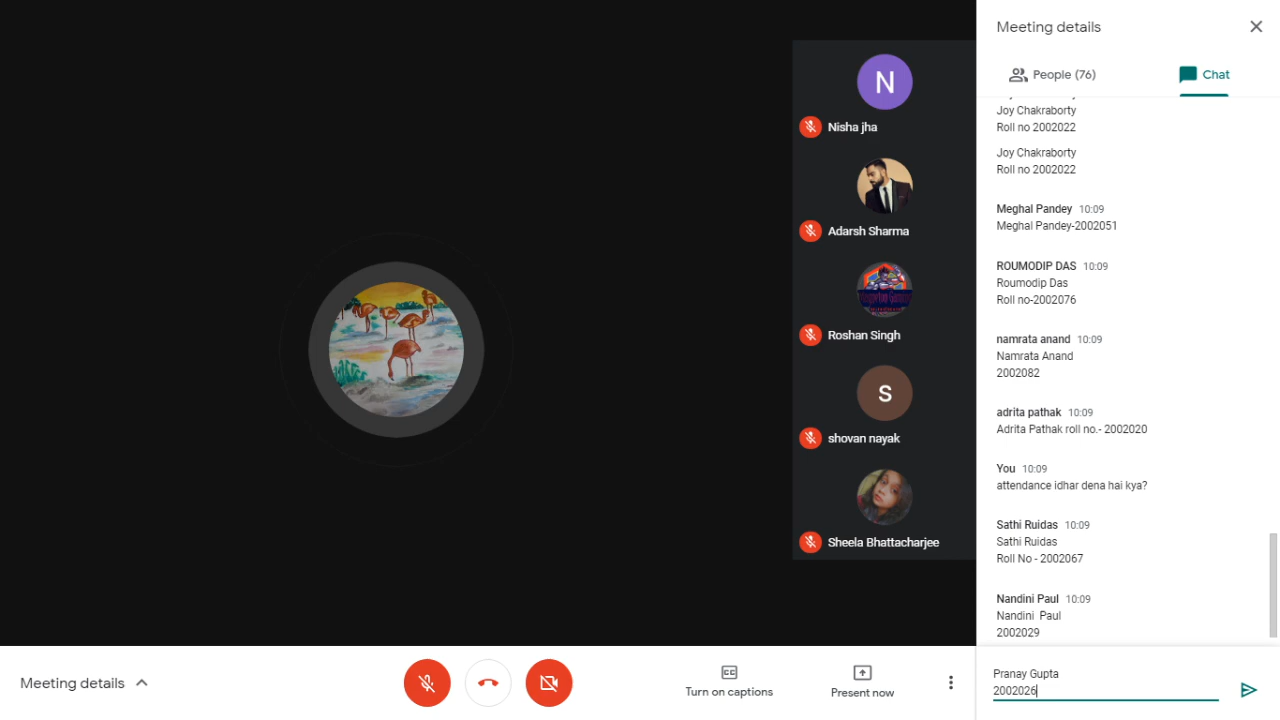 Meeting details
People (76)
Chat
Joy Chakraborty
Roll no 2002022
Joy Chakraborty
Roll no 2002022
Meghal Pandey 10:09
Meghal Pandey-2002051
ROUMODIP DAS 10:09
Roumodip Das
Roll no-2002076
namrata anand 10:09
Namrata Anand
2002082
adrita pathak 10:09
Adrita Pathak roll no.- 2002020
You 10:09
attendance idhar dena hai kya?
Sathi Ruidas 10:09
Sathi Ruidas
Roll No - 2002067
Nandini Paul 10:09
Nandini Paul
2002029
Pranay Gupta
2002026
N
Nisha jha
Adarsh Sharma
Roshan Singh
s
shovan nayak
Sheela Bhattacharjee
Meeting details
Turn on captions
Present now